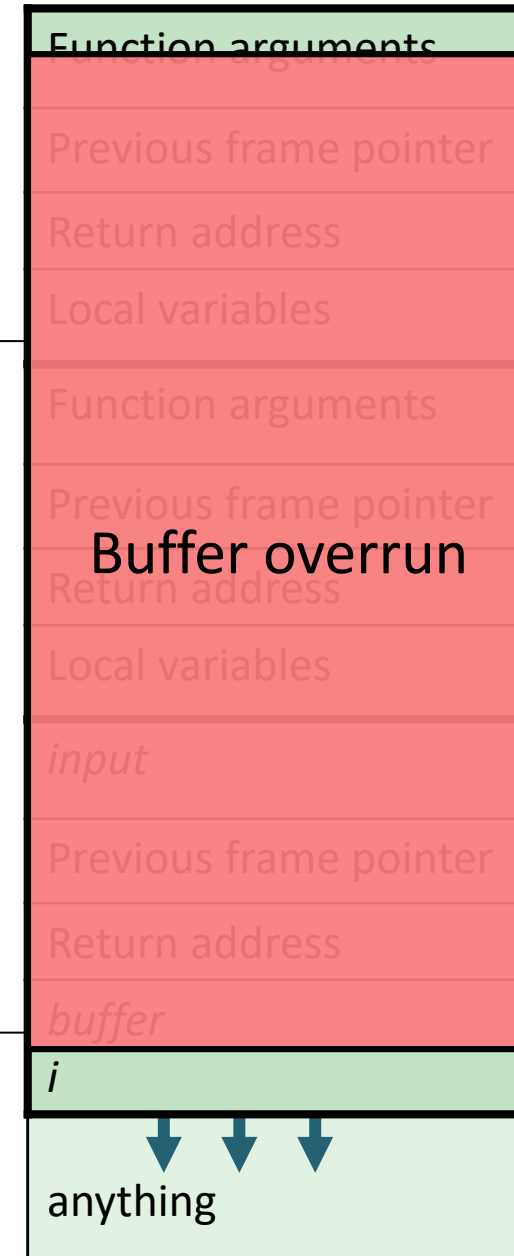 Function arguments
Previous frame pointer
Return address
Local variables
Function arguments
Previous frame pointer
Buffer overrun
Return address
Local variables
input
Previous frame pointer
Return address
buffer
i
anything